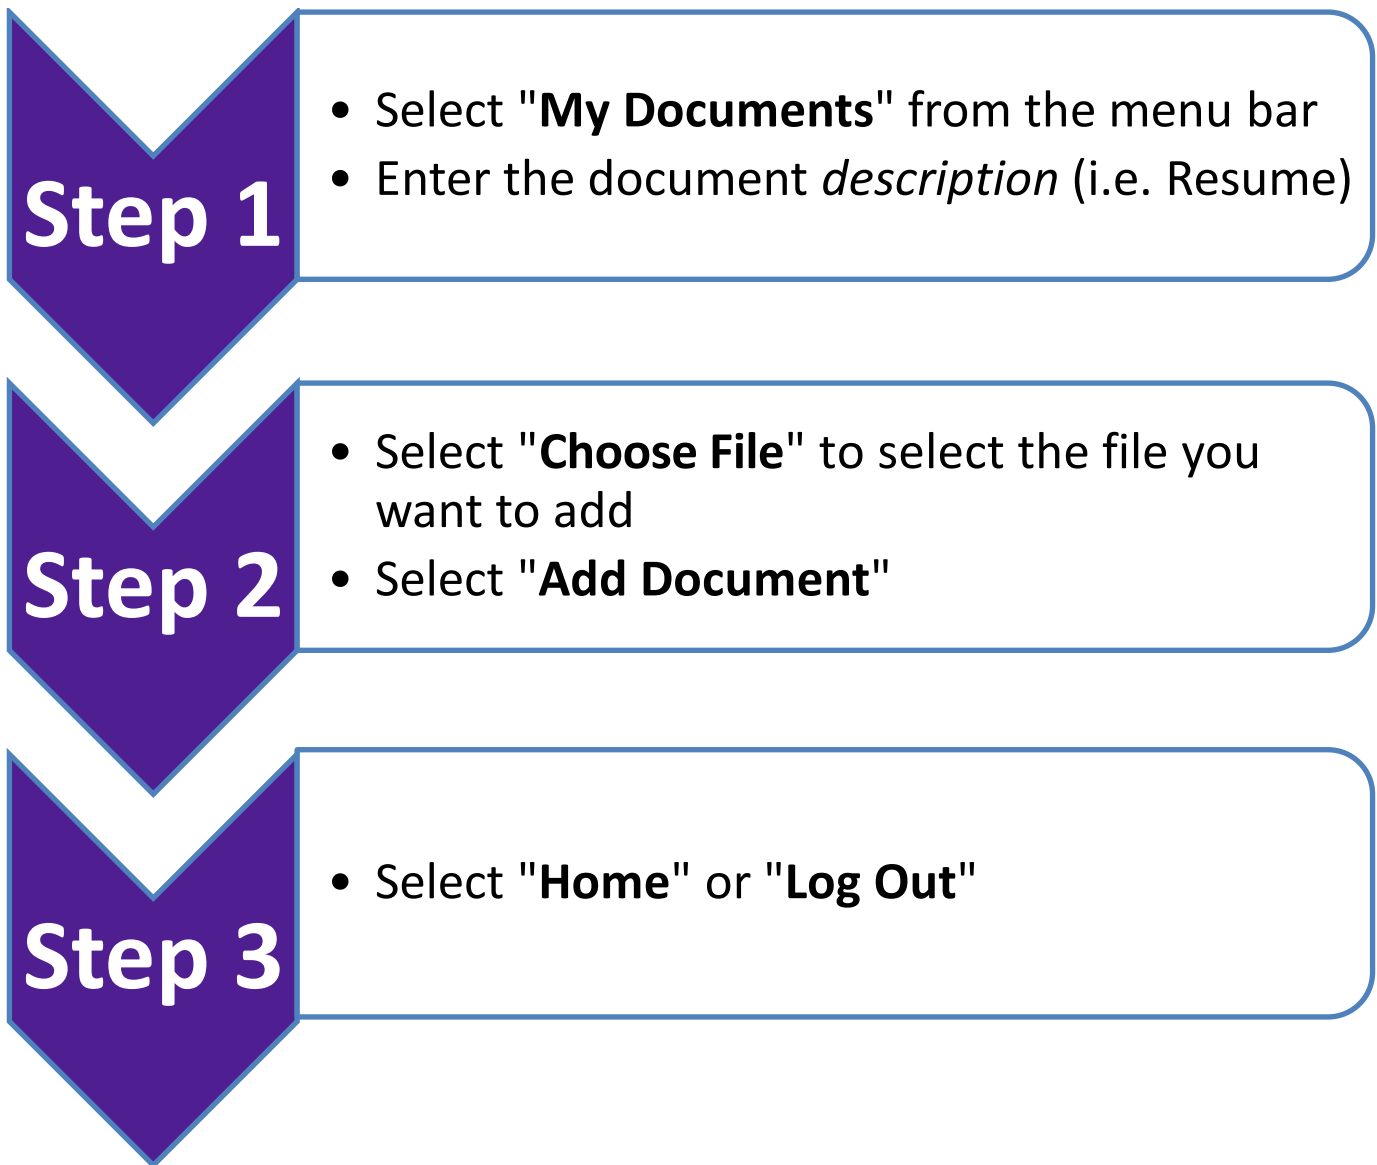 Step 1
• Select "My Documents" from the menu bar
• Enter the document description (i.e. Resume)
Step 2
• Select "Choose File" to select the file you
want to add
• Select "Add Document"
Step 3
• Select "Home" or "Log Out"